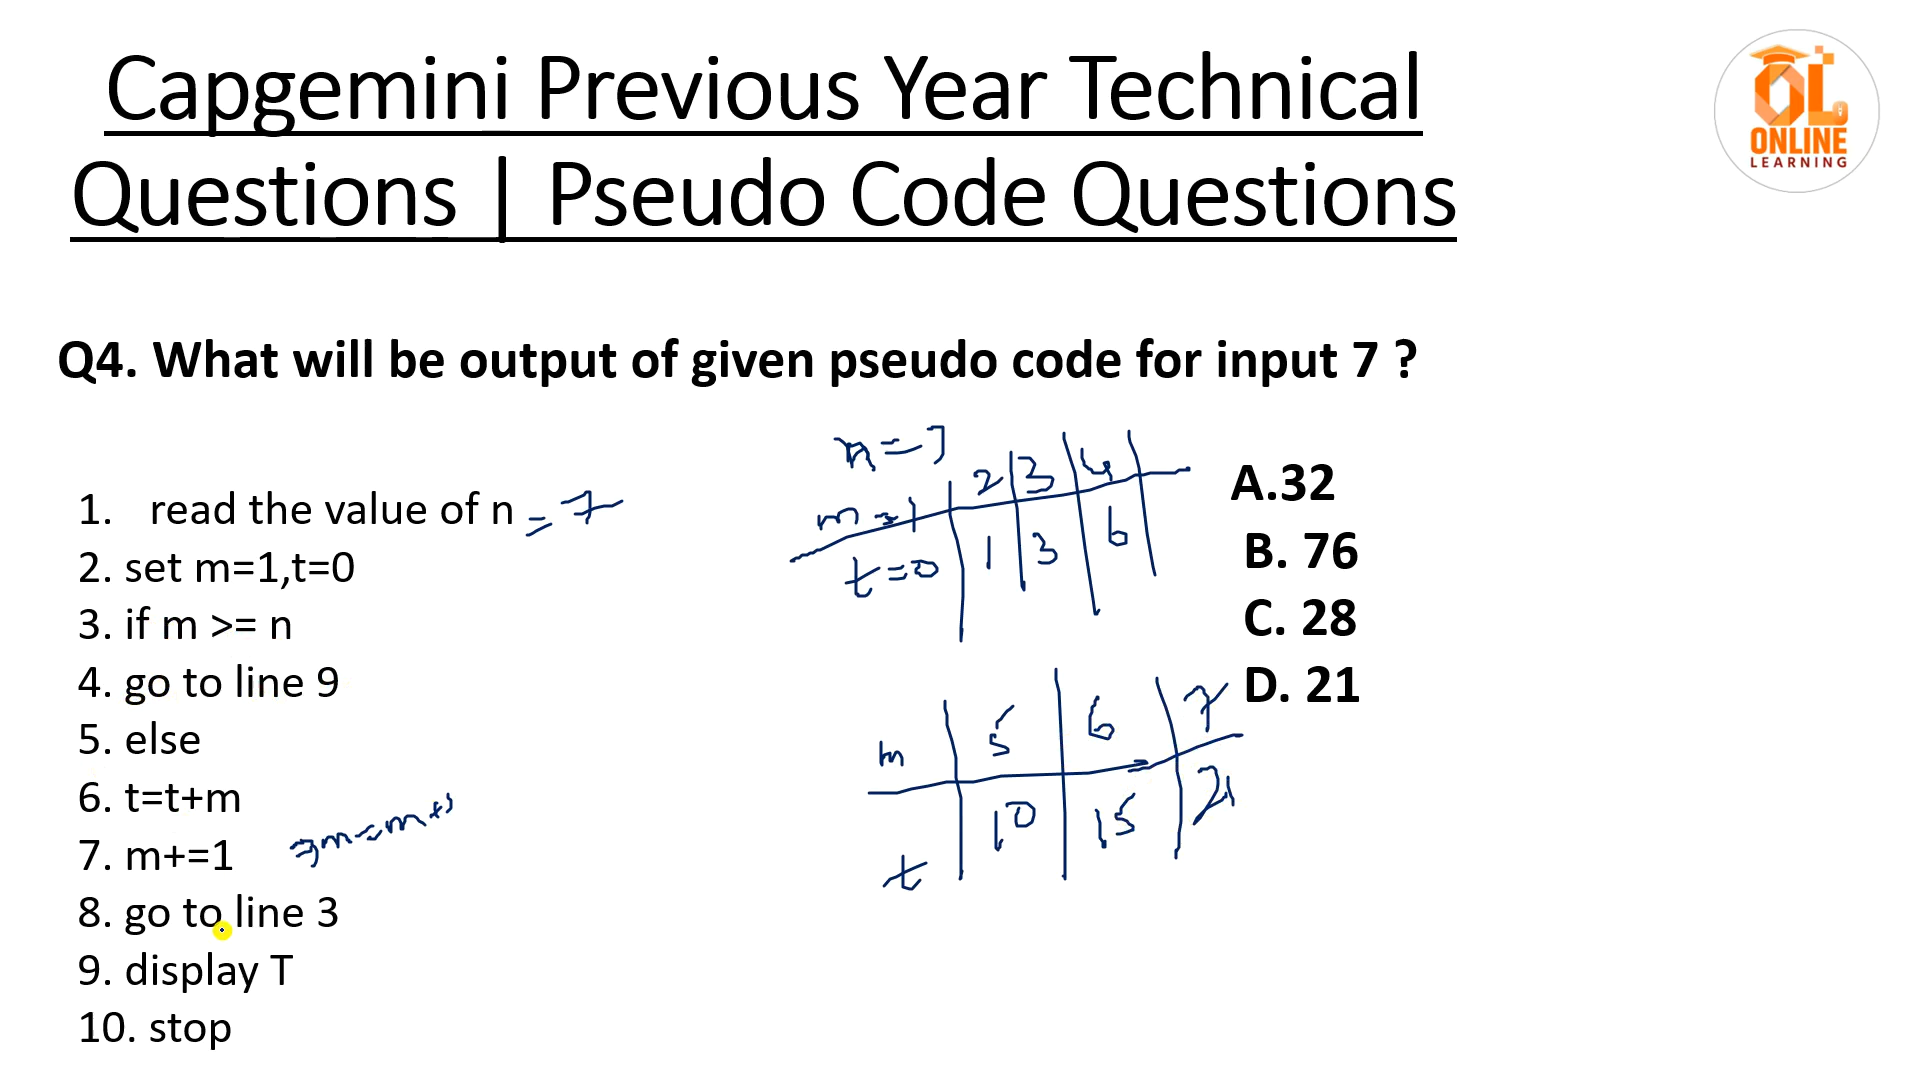 Capgemini Previous Year Technical
Questions | Pseudo Code Questions
OL
ONLINE
LEARNING
Q4. What will be output of given pseudo code for input 7 ?
1. read the value of n = 7
2. set m=1,t=0
3. if m >= n
4. go to line 9
5. else
6. t=t+m
7. m+=1 ⇒ m=m+1
8. go to line 3
9. display T
10. stop
n=7
m=1 2 3 4
t=0 1 3 6
m 5 6 7
t 10 15 21
A.32
B. 76
C. 28
D. 21